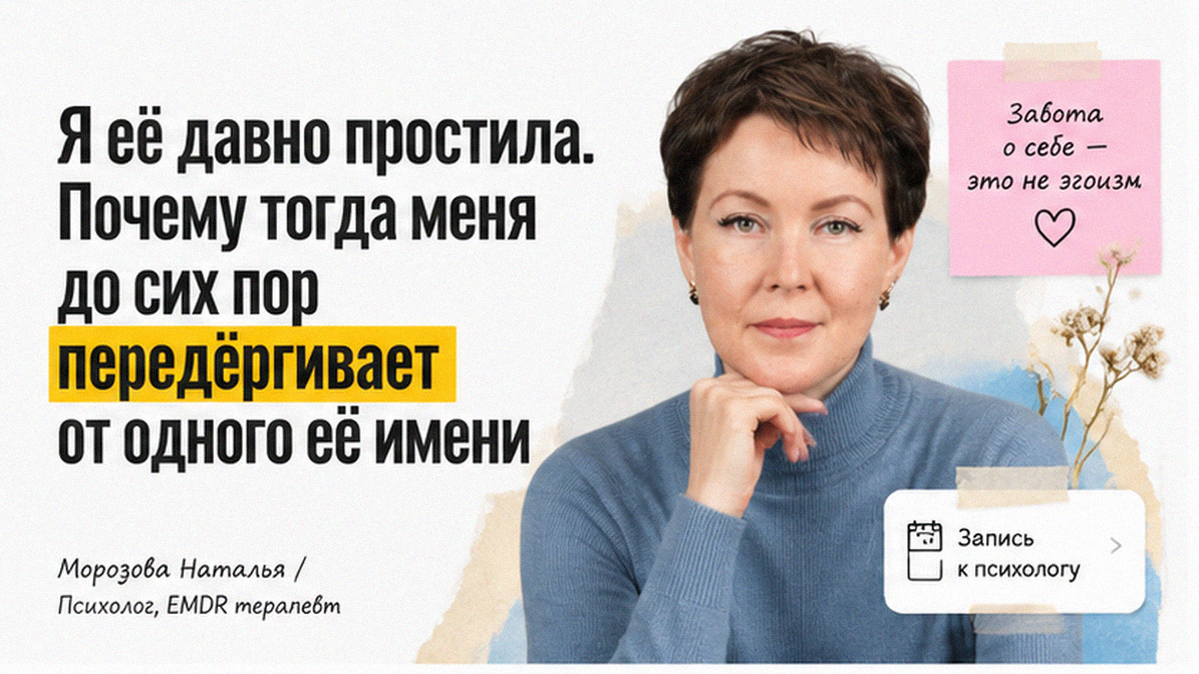 Я её давно простила.
Почему тогда меня
до сих пор
передёргивает
от одного её имени
Забота
о себе —
это не эгоизм
Морозова Наталья /
Психолог, EMDR терапевт
Запись
к психологу